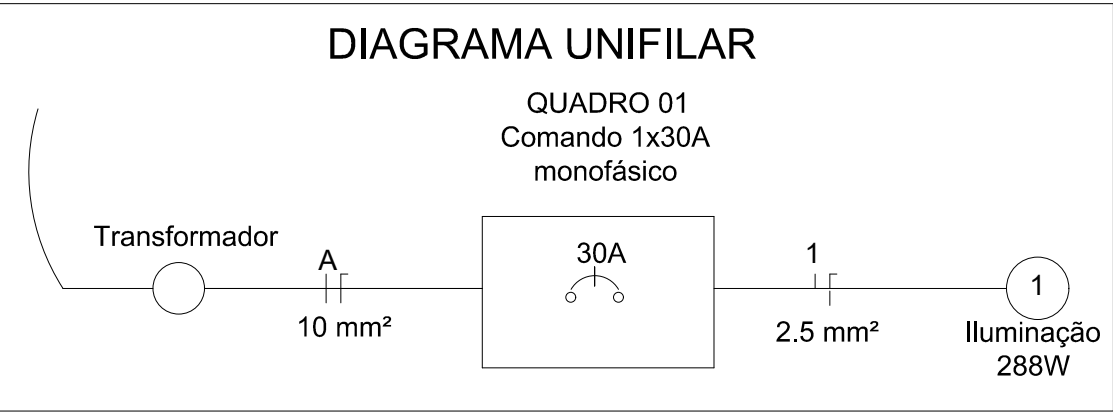 DIAGRAMA UNIFILAR
QUADRO 01
Comando 1x30A
monofásico
Transformador
A
10 mm²
30A
1
2.5 mm²
1
Iluminação
288W